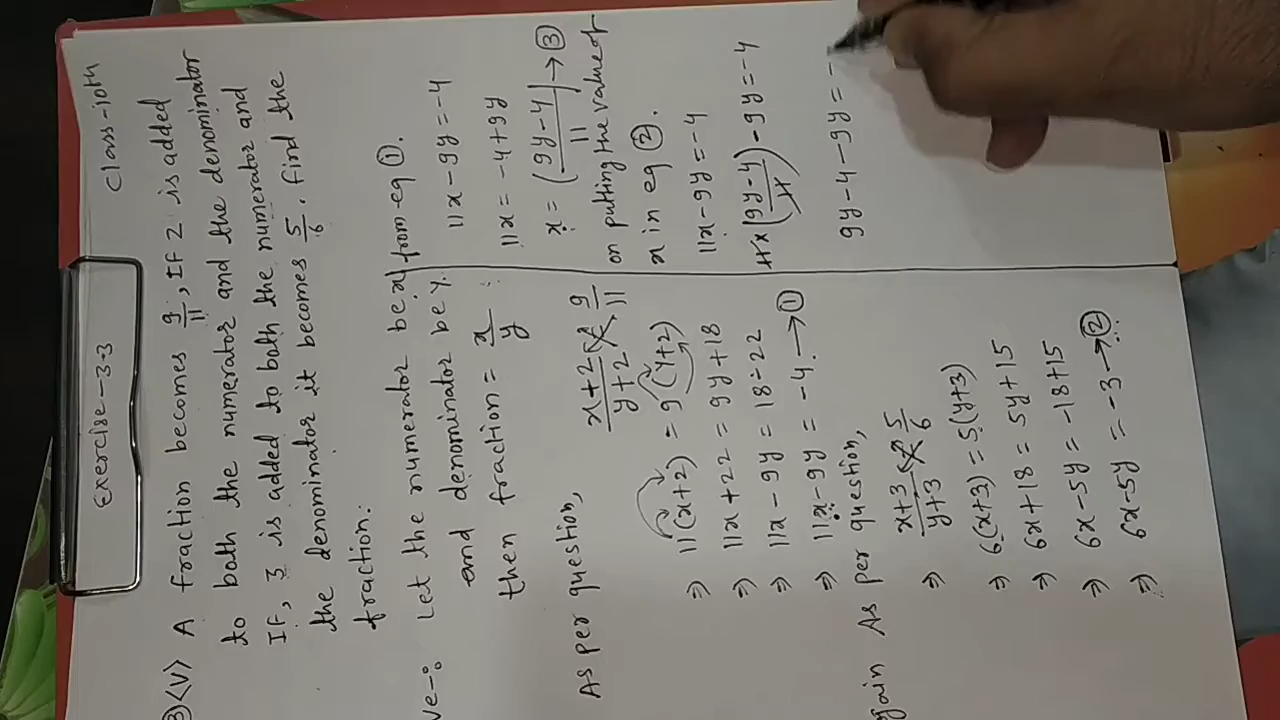 Exercise-3.3
Class-10th
3)<V> A fraction becomes 9/11, IF 2 is added
to both the numerator and the denominator
IF, 3 is added to both the numerator and
the denominator it becomes 5/6. find the
fraction:
ve-:
Let the numerator be x
and denominator be y.
then fraction = x/y
As per question,
x+2/y+2 = 9/11
⇒ 11(x+2) = 9(y+2)
⇒ 11x+22 = 9y+18
⇒ 11x-9y = 18-22
⇒ 11x-9y = -4. → ①
gain As per question,
⇒ x+3/y+3 = 5/6
⇒ 6(x+3) = 5(y+3)
⇒ 6x+18 = 5y+15
⇒ 6x-5y = -18+15
⇒ 6x-5y = -3 → ②
from eq ①.
11x-9y = -4
11x = -4+9y
x = (9y-4/11) → ③
on putting the value of
x in eq ②.
11x-9y = -4
11x(9y-4/11)-9y = -4
9y-4-9y = -